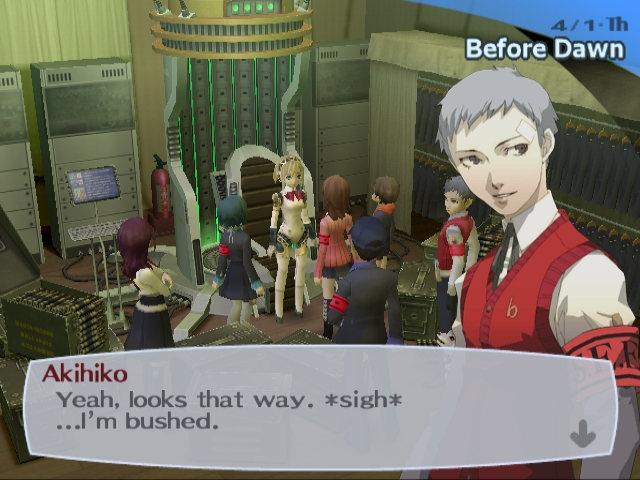 4/1·Th
Before Dawn
b
S.E.E.
Akihiko
Yeah, looks that way. *sigh*
...I'm bushed.